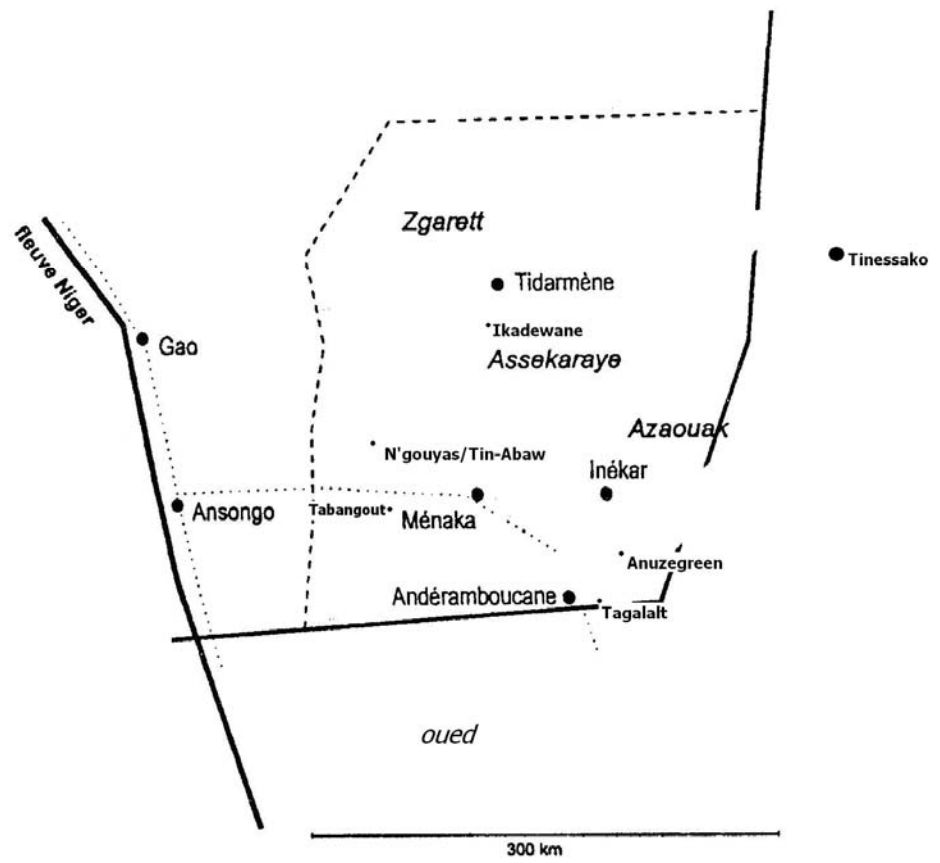 Zgarett
fleuve Niger
Tinessako
Tidarmène
Ikadewane
Gao
Assekaraye
Azaouak
N'gouyas/Tin-Abaw
Inékar
Ansongo
Tabangout
Ménaka
Anuzegreen
Andéramboucane
Tagalalt
oued
300 km